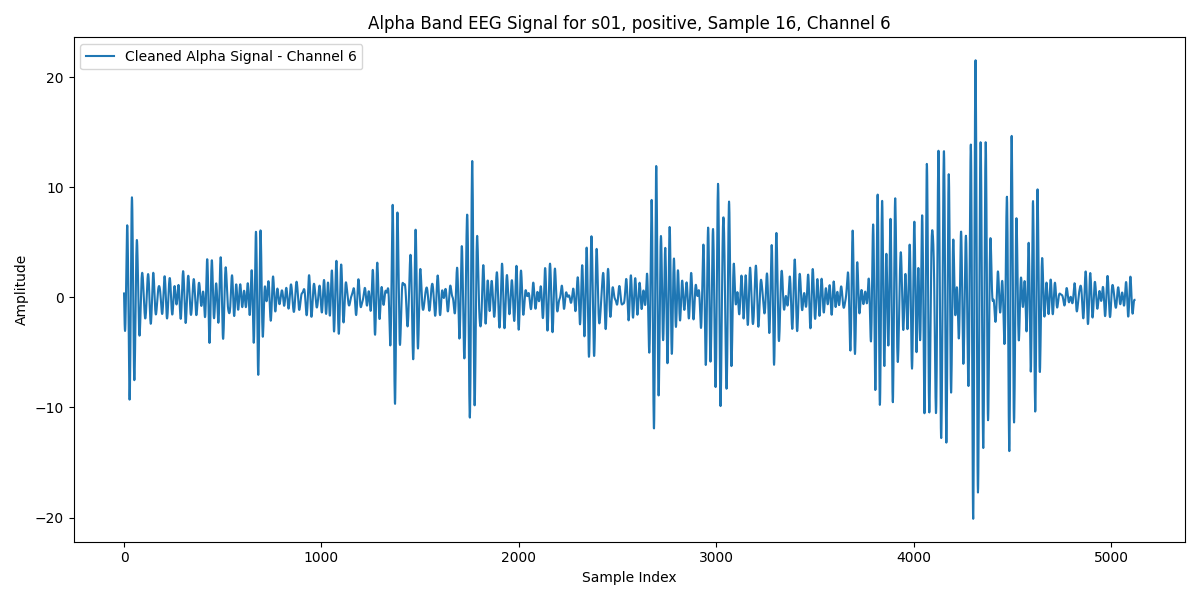 Alpha Band EEG Signal for s01, positive, Sample 16, Channel 6
Cleaned Alpha Signal - Channel 6
20
10
0
−10
−20
Amplitude
0 1000 2000 3000 4000 5000
Sample Index